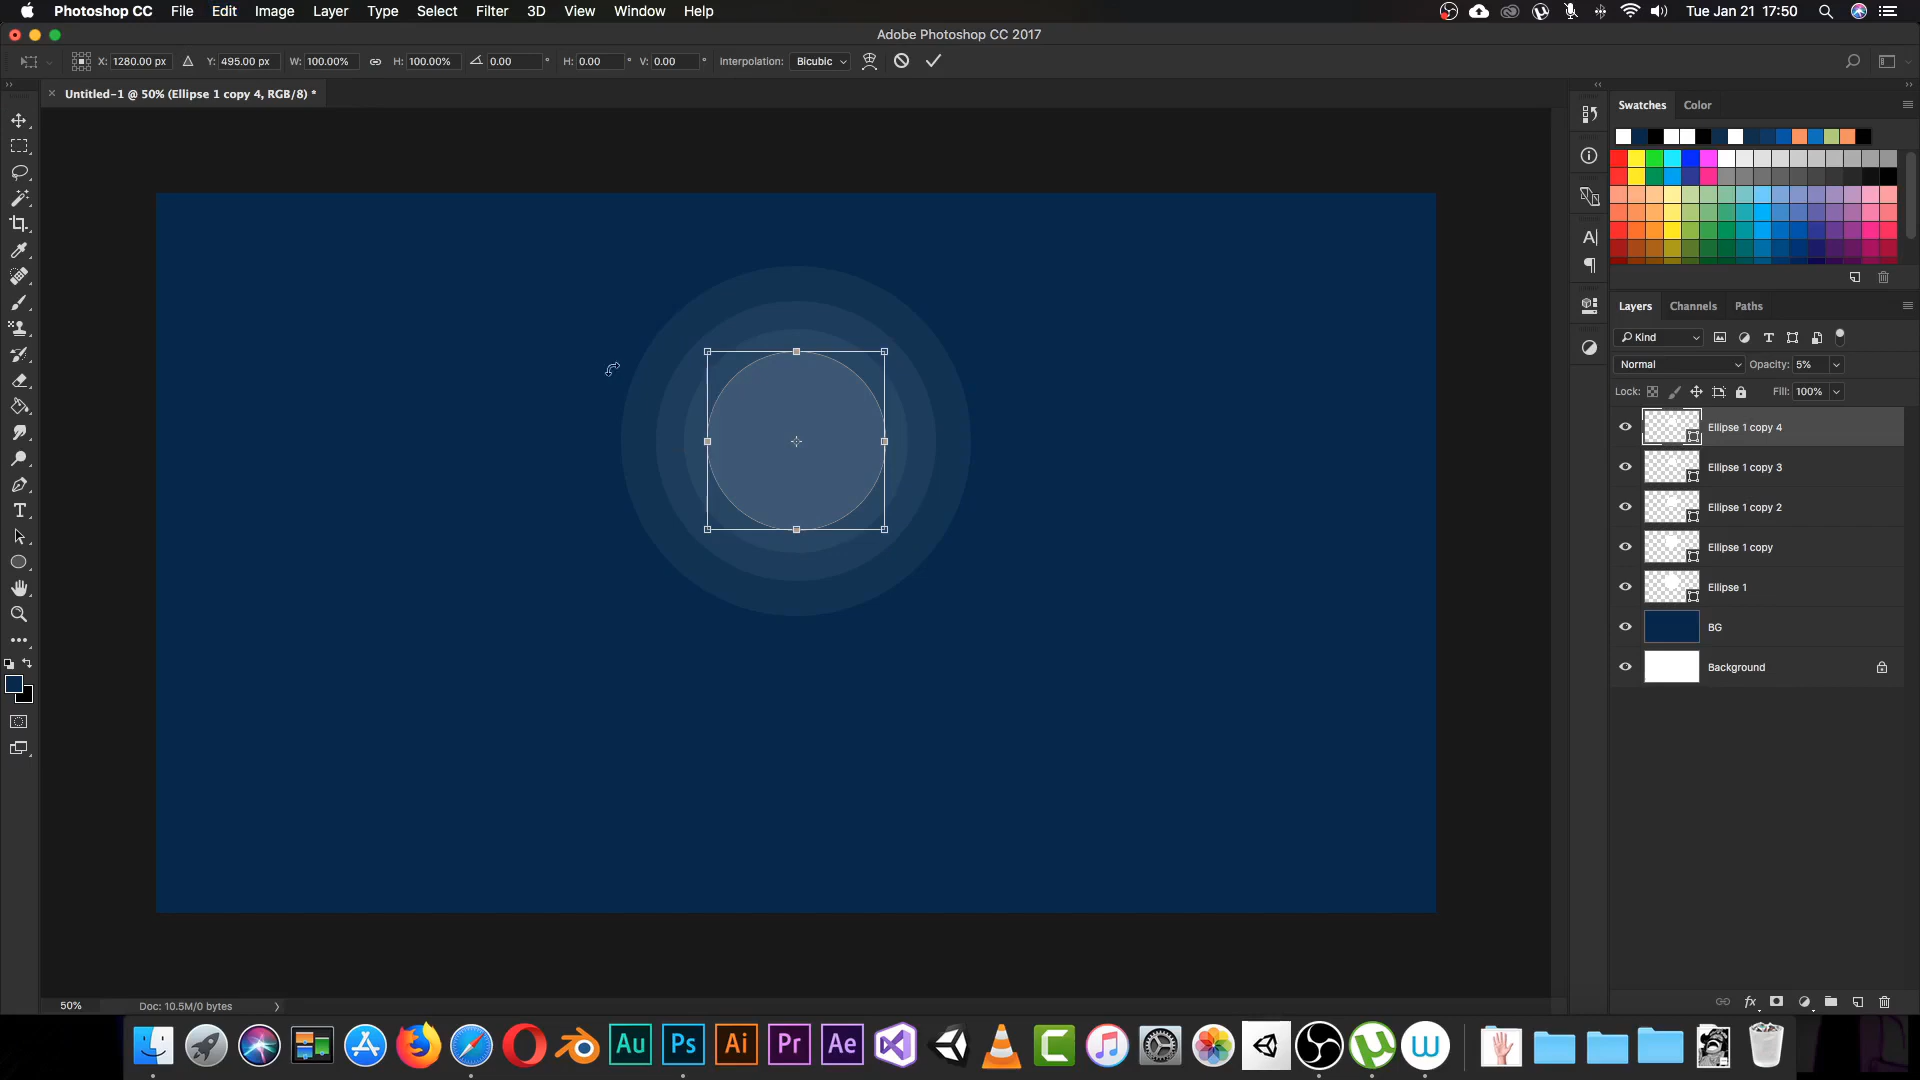 Photoshop CC File Edit Image Layer Type Select Filter 3D View Window Help Tue Jan 21 17:50
Adobe Photoshop CC 2017
X: 1280.00 px Y: 495.00 px W: 100.00% H: 100.00% 0.00 ° H: 0.00 ° V: 0.00 ° Interpolation: Bicubic
Untitled-1 @ 50% (Ellipse 1 copy 4, RGB/8) *
Swatches Color
Layers Channels Paths
Kind
Normal Opacity: 5%
Lock: Fill: 100%
Ellipse 1 copy 4
Ellipse 1 copy 3
Ellipse 1 copy 2
Ellipse 1 copy
Ellipse 1
BG
Background
50% Doc: 10.5M/0 bytes
fx
Au Ps Ai Pr Ae